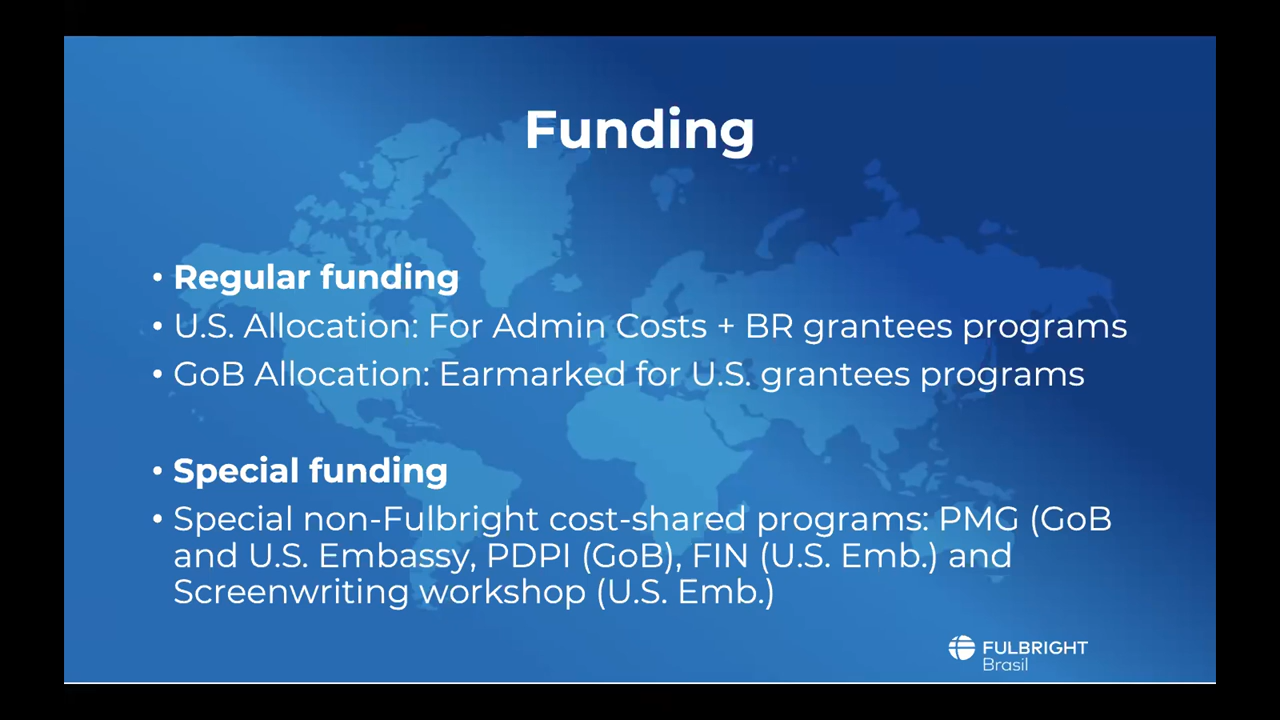 Funding
• Regular funding
• U.S. Allocation: For Admin Costs + BR grantees programs
• GoB Allocation: Earmarked for U.S. grantees programs
• Special funding
• Special non-Fulbright cost-shared programs: PMG (GoB
and U.S. Embassy, PDPI (GoB), FIN (U.S. Emb.) and
Screenwriting workshop (U.S. Emb.)
FULBRIGHT
Brasil